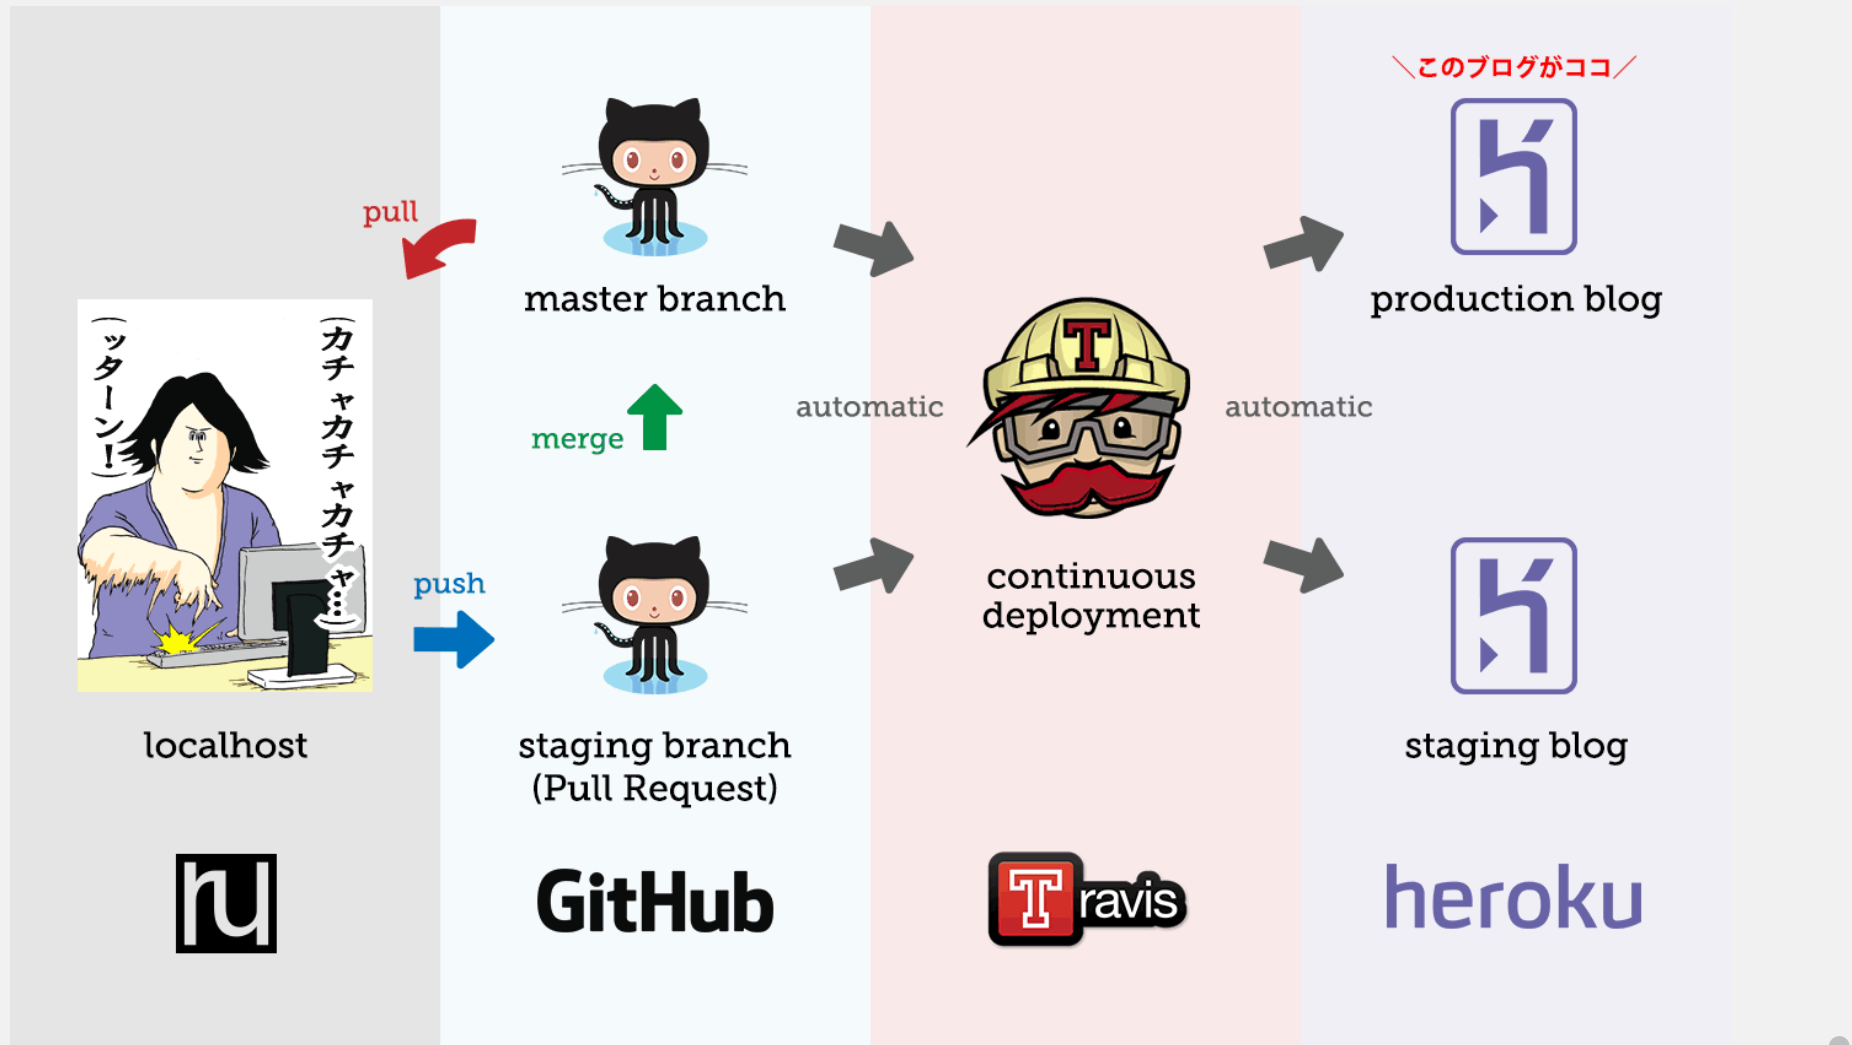 ＼このブログがココ／
pull
master branch
production blog
(カチャカチャカチャ…)
(ッターン！)
T
automatic
automatic
merge
push
continuous
deployment
localhost
staging branch
(Pull Request)
staging blog
ru
GitHub
Travis
heroku